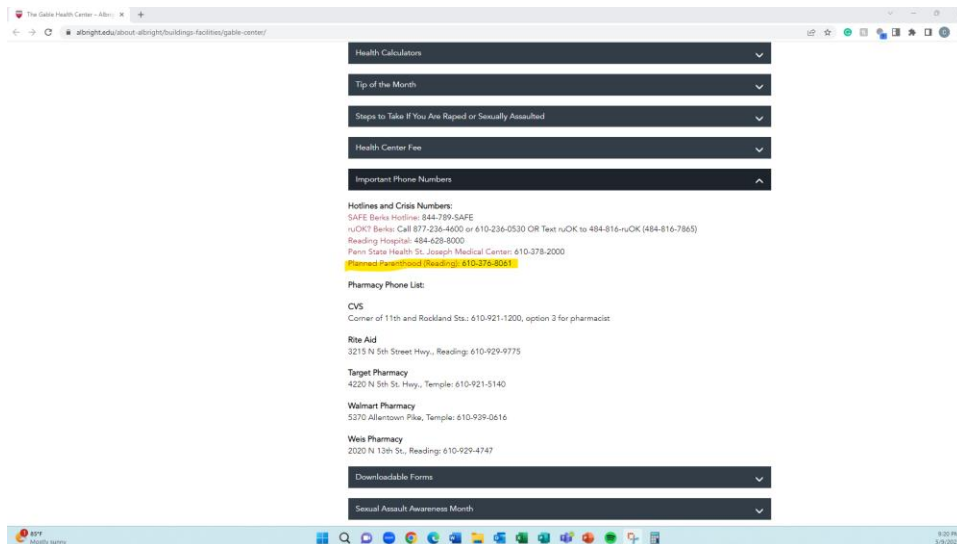 The Gable Health Center – Albri
albright.edu/about-albright/buildings-facilities/gable-center/
Health Calculators
Tip of the Month
Steps to Take If You Are Raped or Sexually Assaulted
Health Center Fee
Important Phone Numbers
Hotlines and Crisis Numbers:
SAFE Berks Hotline: 844-789-SAFE
ruOK? Berks: Call 877-236-4600 or 610-236-0530 OR Text ruOK to 484-816-ruOK (484-816-7865)
Reading Hospital: 484-628-8000
Penn State Health St. Joseph Medical Center: 610-378-2000
Planned Parenthood (Reading): 610-376-8061
Pharmacy Phone List:
CVS
Corner of 11th and Rockland Sts.: 610-921-1200, option 3 for pharmacist
Rite Aid
3215 N 5th Street Hwy., Reading: 610-929-9775
Target Pharmacy
4220 N 5th St. Hwy., Temple: 610-921-5140
Walmart Pharmacy
5370 Allentown Pike, Temple: 610-939-0616
Weis Pharmacy
2020 N 13th St., Reading: 610-929-4747
Downloadable Forms
Sexual Assault Awareness Month
85°F
Mostly sunny